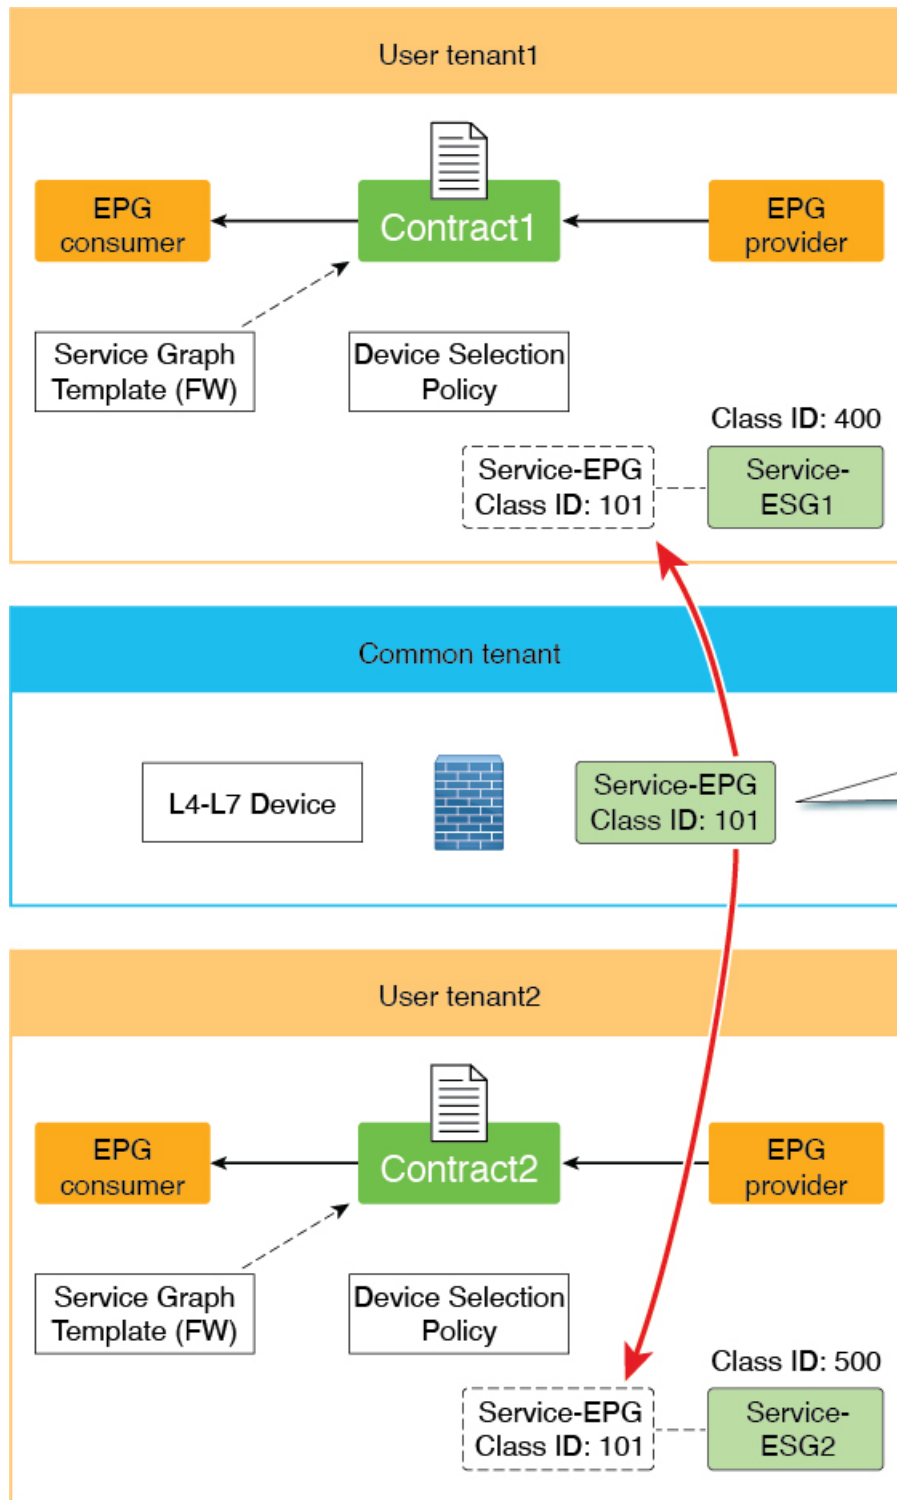 User tenant1
EPG
consumer
Contract1
EPG
provider
Service Graph
Template (FW)
Device Selection
Policy
Class ID: 400
Service-EPG
Class ID: 101
Service-
ESG1
Common tenant
L4-L7 Device
Service-EPG
Class ID: 101
User tenant2
EPG
consumer
Contract2
EPG
provider
Service Graph
Template (FW)
Device Selection
Policy
Class ID: 500
Service-EPG
Class ID: 101
Service-
ESG2